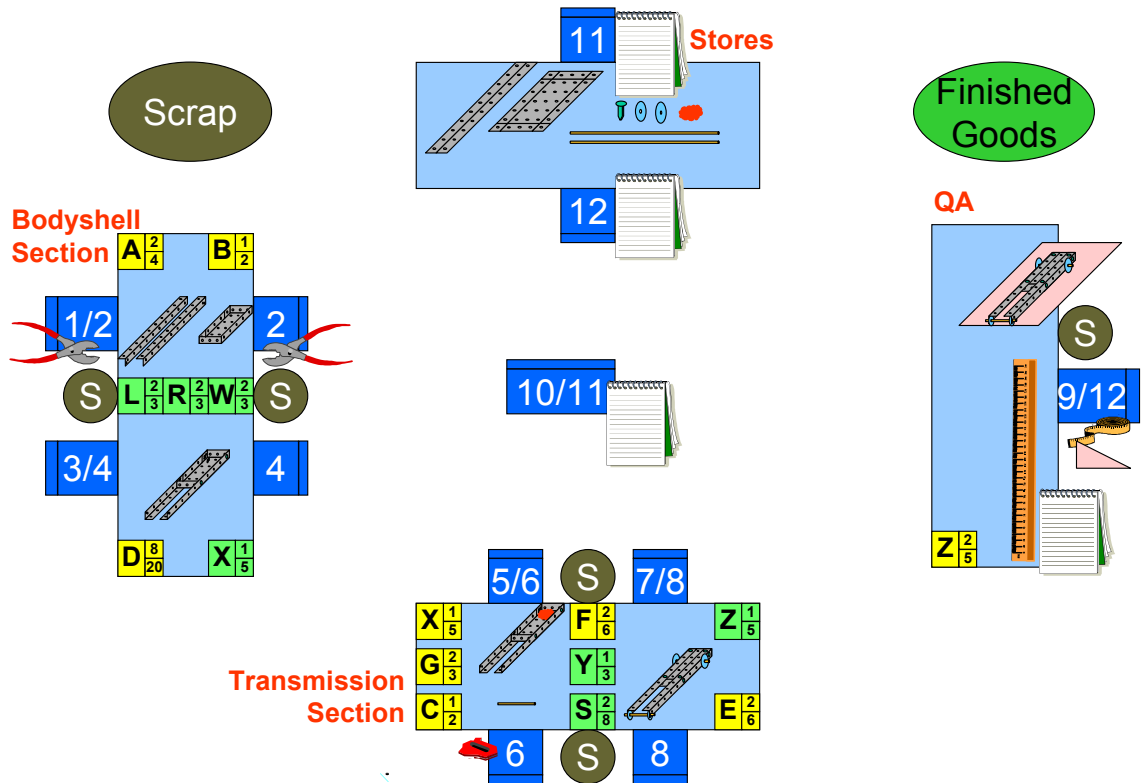 11
Stores
Scrap
Finished
Goods
12
QA
Bodyshell
Section
A 2/4
B 1/2
1/2
2
S
L 2/3
R 2/3
W 2/3
S
3/4
4
D 8/20
X 1/5
10/11
S
9/12
Z 2/5
5/6
S
7/8
X 1/5
F 2/6
Z 1/5
G 2/3
Y 1/3
Transmission
Section
C 1/2
S 2/8
E 2/6
6
S
8